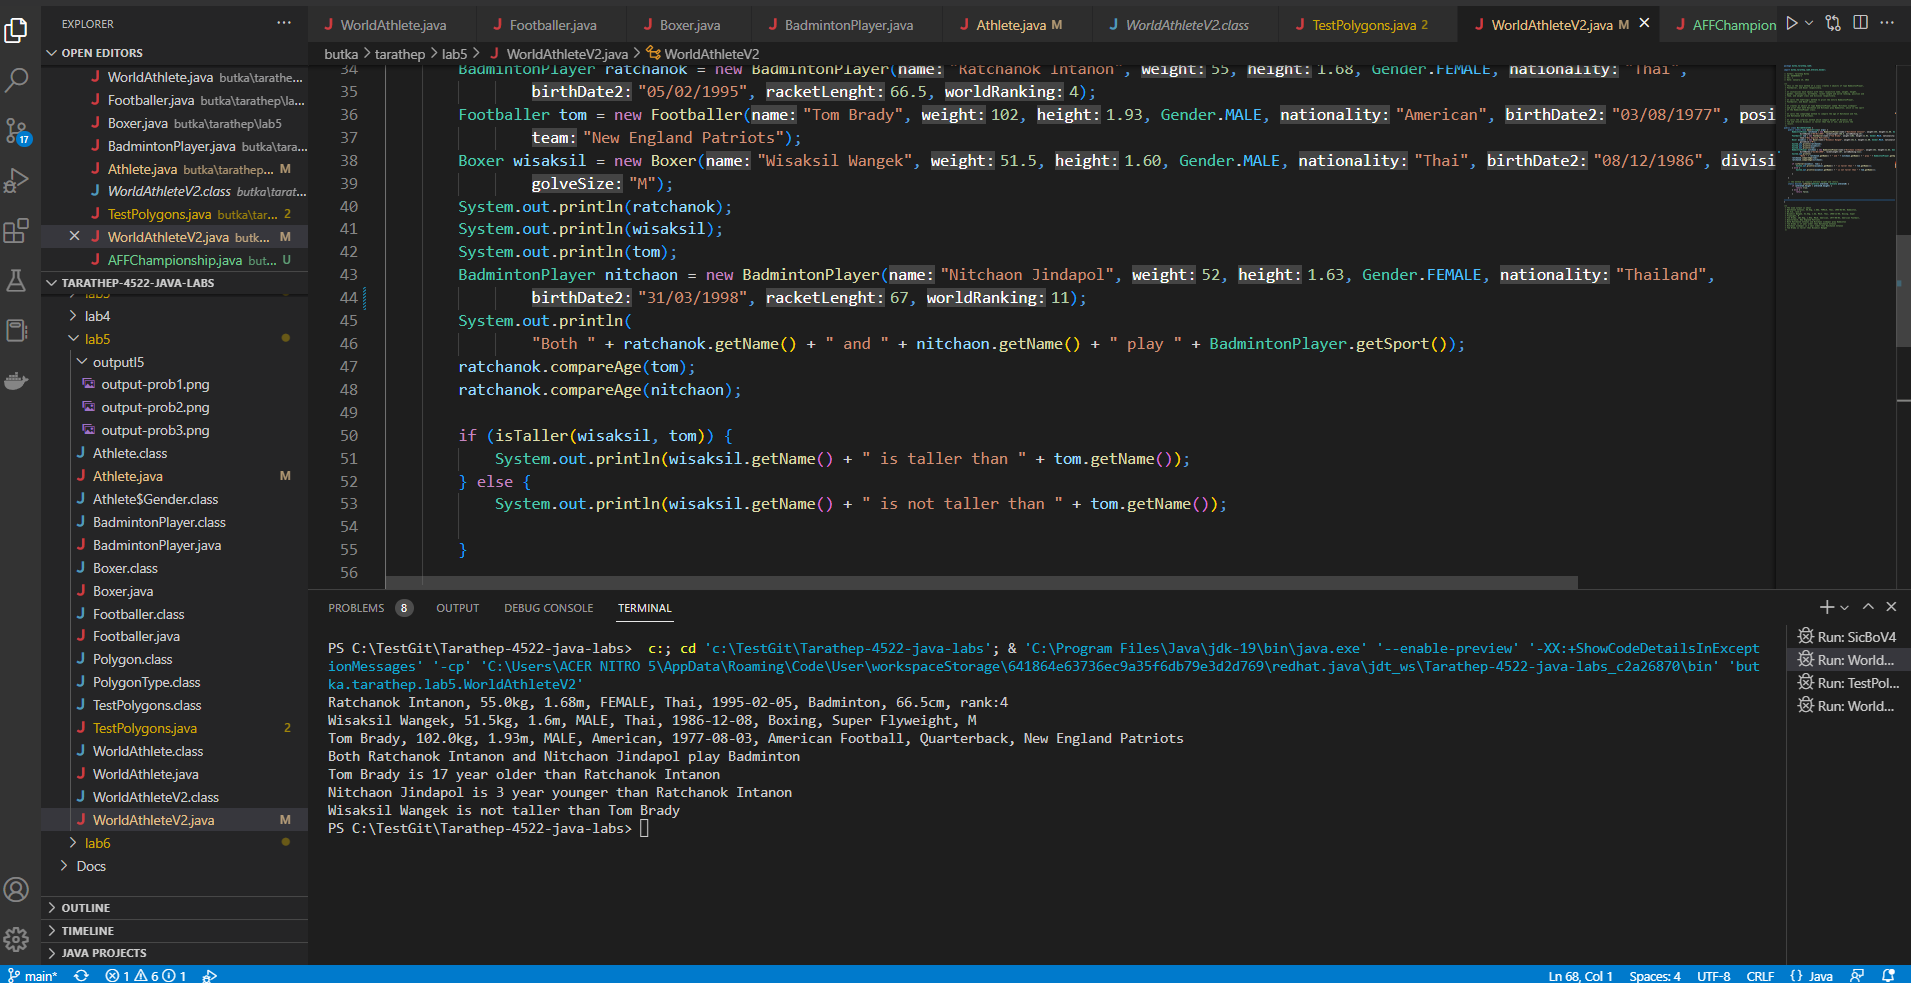 EXPLORER
OPEN EDITORS
WorldAthlete.java butka\tarathe...
Footballer.java butka\tarathep\la...
Boxer.java butka\tarathep\lab5
BadmintonPlayer.java butka\tara...
Athlete.java butka\tarathep... M
WorldAthleteV2.class butka\tarat...
TestPolygons.java butka\tar... 2
WorldAthleteV2.java butk... M
AFFChampionship.java but... U
TARATHEP-4522-JAVA-LABS
lab3
lab4
lab5
outputl5
output-prob1.png
output-prob2.png
output-prob3.png
Athlete.class
Athlete.java M
Athlete$Gender.class
BadmintonPlayer.class
BadmintonPlayer.java
Boxer.class
Boxer.java
Footballer.class
Footballer.java
Polygon.class
PolygonType.class
TestPolygons.class
TestPolygons.java 2
WorldAthlete.class
WorldAthlete.java
WorldAthleteV2.class
WorldAthleteV2.java M
lab6
Docs
OUTLINE
TIMELINE
JAVA PROJECTS
17
WorldAthlete.java Footballer.java Boxer.java BadmintonPlayer.java Athlete.java M WorldAthleteV2.class TestPolygons.java 2 WorldAthleteV2.java M AFFChampion
butka > tarathep > lab5 > WorldAthleteV2.java > WorldAthleteV2
34 BadmintonPlayer ratchanok = new BadmintonPlayer(name: "Ratchanok Intanon", weight: 55, height: 1.68, Gender.FEMALE, nationality: "Thai",
35 birthDate2: "05/02/1995", racketLenght: 66.5, worldRanking: 4);
36 Footballer tom = new Footballer(name: "Tom Brady", weight: 102, height: 1.93, Gender.MALE, nationality: "American", birthDate2: "03/08/1977", posi
37 team: "New England Patriots");
38 Boxer wisaksil = new Boxer(name: "Wisaksil Wangek", weight: 51.5, height: 1.60, Gender.MALE, nationality: "Thai", birthDate2: "08/12/1986", divisi
39 golveSize: "M");
40 System.out.println(ratchanok);
41 System.out.println(wisaksil);
42 System.out.println(tom);
43 BadmintonPlayer nitchaon = new BadmintonPlayer(name: "Nitchaon Jindapol", weight: 52, height: 1.63, Gender.FEMALE, nationality: "Thailand",
44 birthDate2: "31/03/1998", racketLenght: 67, worldRanking: 11);
45 System.out.println(
46 "Both " + ratchanok.getName() + " and " + nitchaon.getName() + " play " + BadmintonPlayer.getSport());
47 ratchanok.compareAge(tom);
48 ratchanok.compareAge(nitchaon);
49
50 if (isTaller(wisaksil, tom)) {
51 System.out.println(wisaksil.getName() + " is taller than " + tom.getName());
52 } else {
53 System.out.println(wisaksil.getName() + " is not taller than " + tom.getName());
54
55 }
56
PROBLEMS 8 OUTPUT DEBUG CONSOLE TERMINAL
PS C:\TestGit\Tarathep-4522-java-labs> c:; cd 'c:\TestGit\Tarathep-4522-java-labs'; & 'C:\Program Files\Java\jdk-19\bin\java.exe' '--enable-preview' '-XX:+ShowCodeDetailsInExcept
ionMessages' '-cp' 'C:\Users\ACER NITRO 5\AppData\Roaming\Code\User\workspaceStorage\641864e63736ec9a35f6db79e3d2d769\redhat.java\jdt_ws\Tarathep-4522-java-labs_c2a26870\bin' 'but
ka.tarathep.lab5.WorldAthleteV2'
Ratchanok Intanon, 55.0kg, 1.68m, FEMALE, Thai, 1995-02-05, Badminton, 66.5cm, rank:4
Wisaksil Wangek, 51.5kg, 1.6m, MALE, Thai, 1986-12-08, Boxing, Super Flyweight, M
Tom Brady, 102.0kg, 1.93m, MALE, American, 1977-08-03, American Football, Quarterback, New England Patriots
Both Ratchanok Intanon and Nitchaon Jindapol play Badminton
Tom Brady is 17 year older than Ratchanok Intanon
Nitchaon Jindapol is 3 year younger than Ratchanok Intanon
Wisaksil Wangek is not taller than Tom Brady
PS C:\TestGit\Tarathep-4522-java-labs>
Run: SicBoV4
Run: World...
Run: TestPol...
Run: World...
main* 1 6 1
Ln 68, Col 1 Spaces: 4 UTF-8 CRLF {} Java